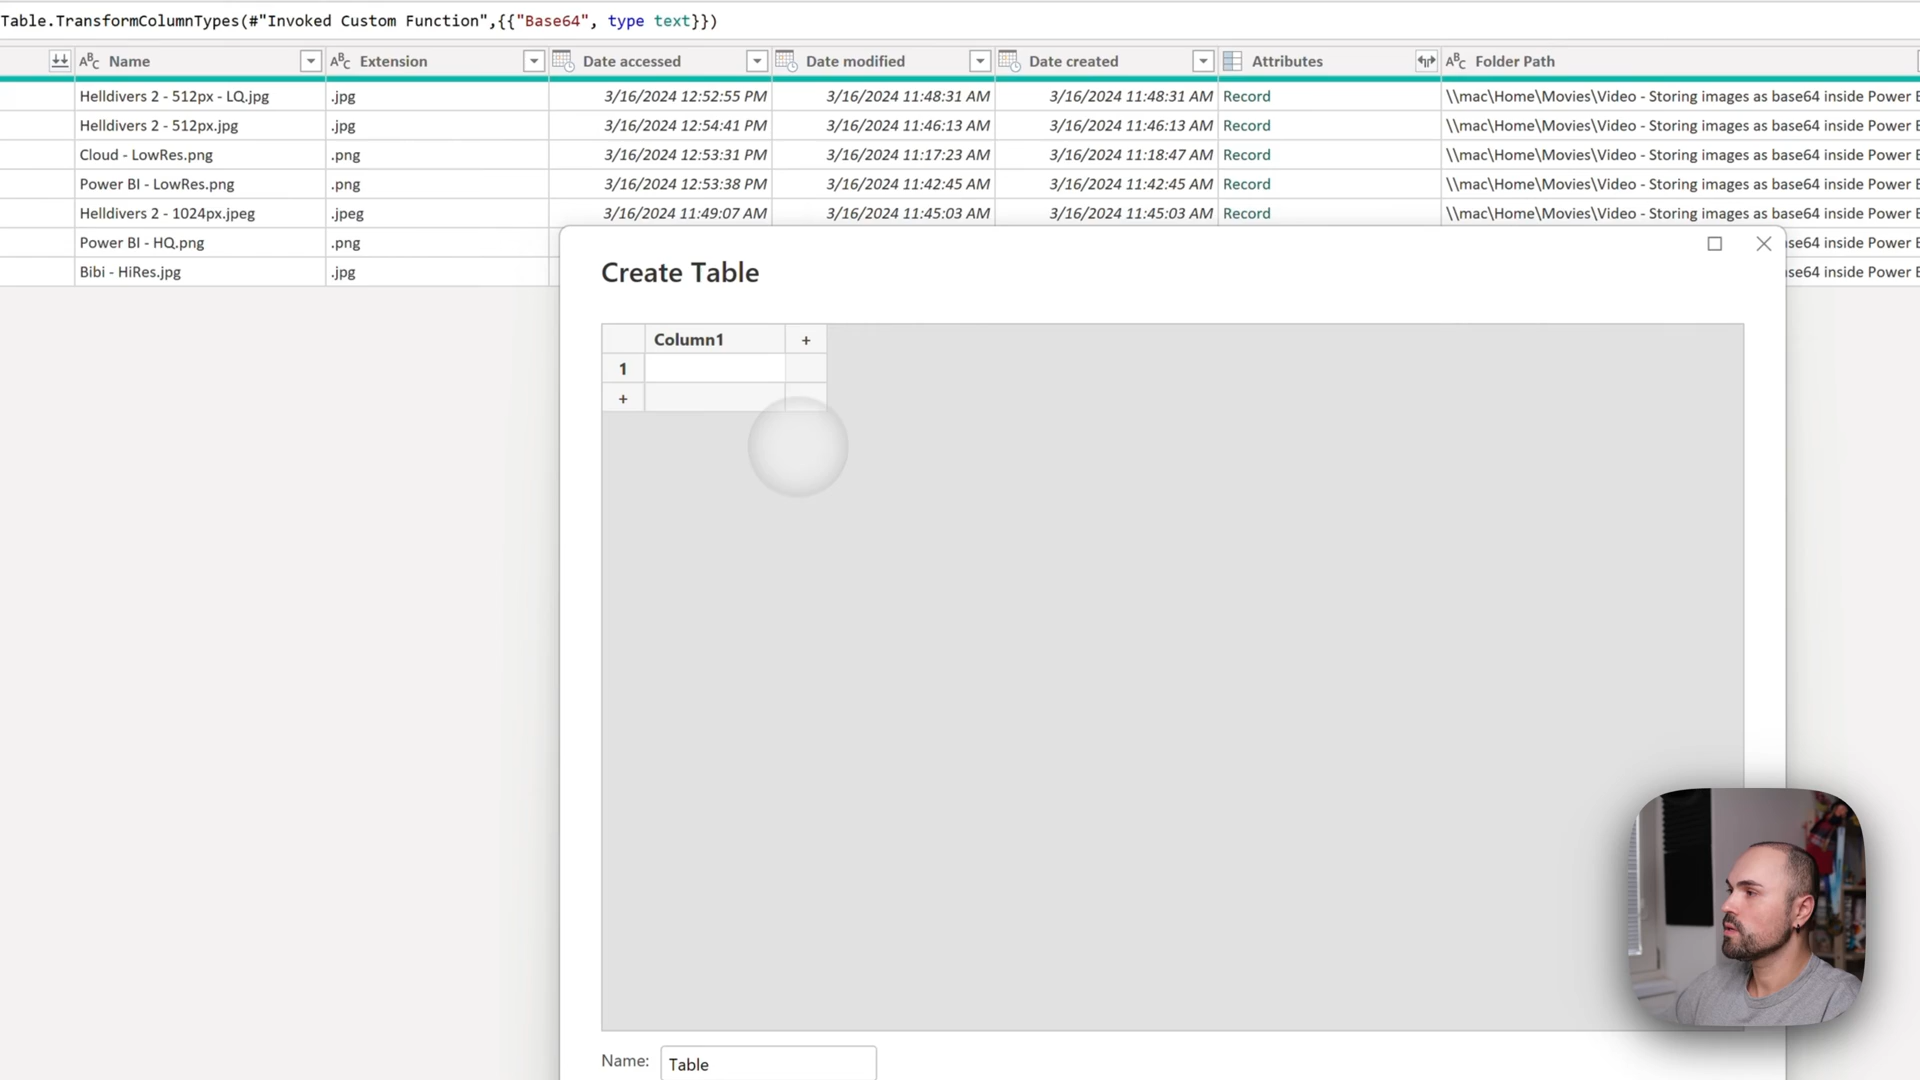 Table.TransformColumnTypes(#"Invoked Custom Function",{{"Base64", type text}})
ABC Name ABC Extension Date accessed Date modified Date created Attributes ABC Folder Path
Helldivers 2 - 512px - LQ.jpg .jpg 3/16/2024 12:52:55 PM 3/16/2024 11:48:31 AM 3/16/2024 11:48:31 AM Record \\mac\Home\Movies\Video - Storing images as base64 inside Power
Helldivers 2 - 512px.jpg .jpg 3/16/2024 12:54:41 PM 3/16/2024 11:46:13 AM 3/16/2024 11:46:13 AM Record \\mac\Home\Movies\Video - Storing images as base64 inside Power
Cloud - LowRes.png .png 3/16/2024 12:53:31 PM 3/16/2024 11:17:23 AM 3/16/2024 11:18:47 AM Record \\mac\Home\Movies\Video - Storing images as base64 inside Power
Power BI - LowRes.png .png 3/16/2024 12:53:38 PM 3/16/2024 11:42:45 AM 3/16/2024 11:42:45 AM Record \\mac\Home\Movies\Video - Storing images as base64 inside Power
Helldivers 2 - 1024px.jpeg .jpeg 3/16/2024 11:49:07 AM 3/16/2024 11:45:03 AM 3/16/2024 11:45:03 AM Record \\mac\Home\Movies\Video - Storing images as base64 inside Power
Power BI - HQ.png .png se64 inside Power
Bibi - HiRes.jpg .jpg se64 inside Power
Create Table
Column1 +
1
+
Name: Table